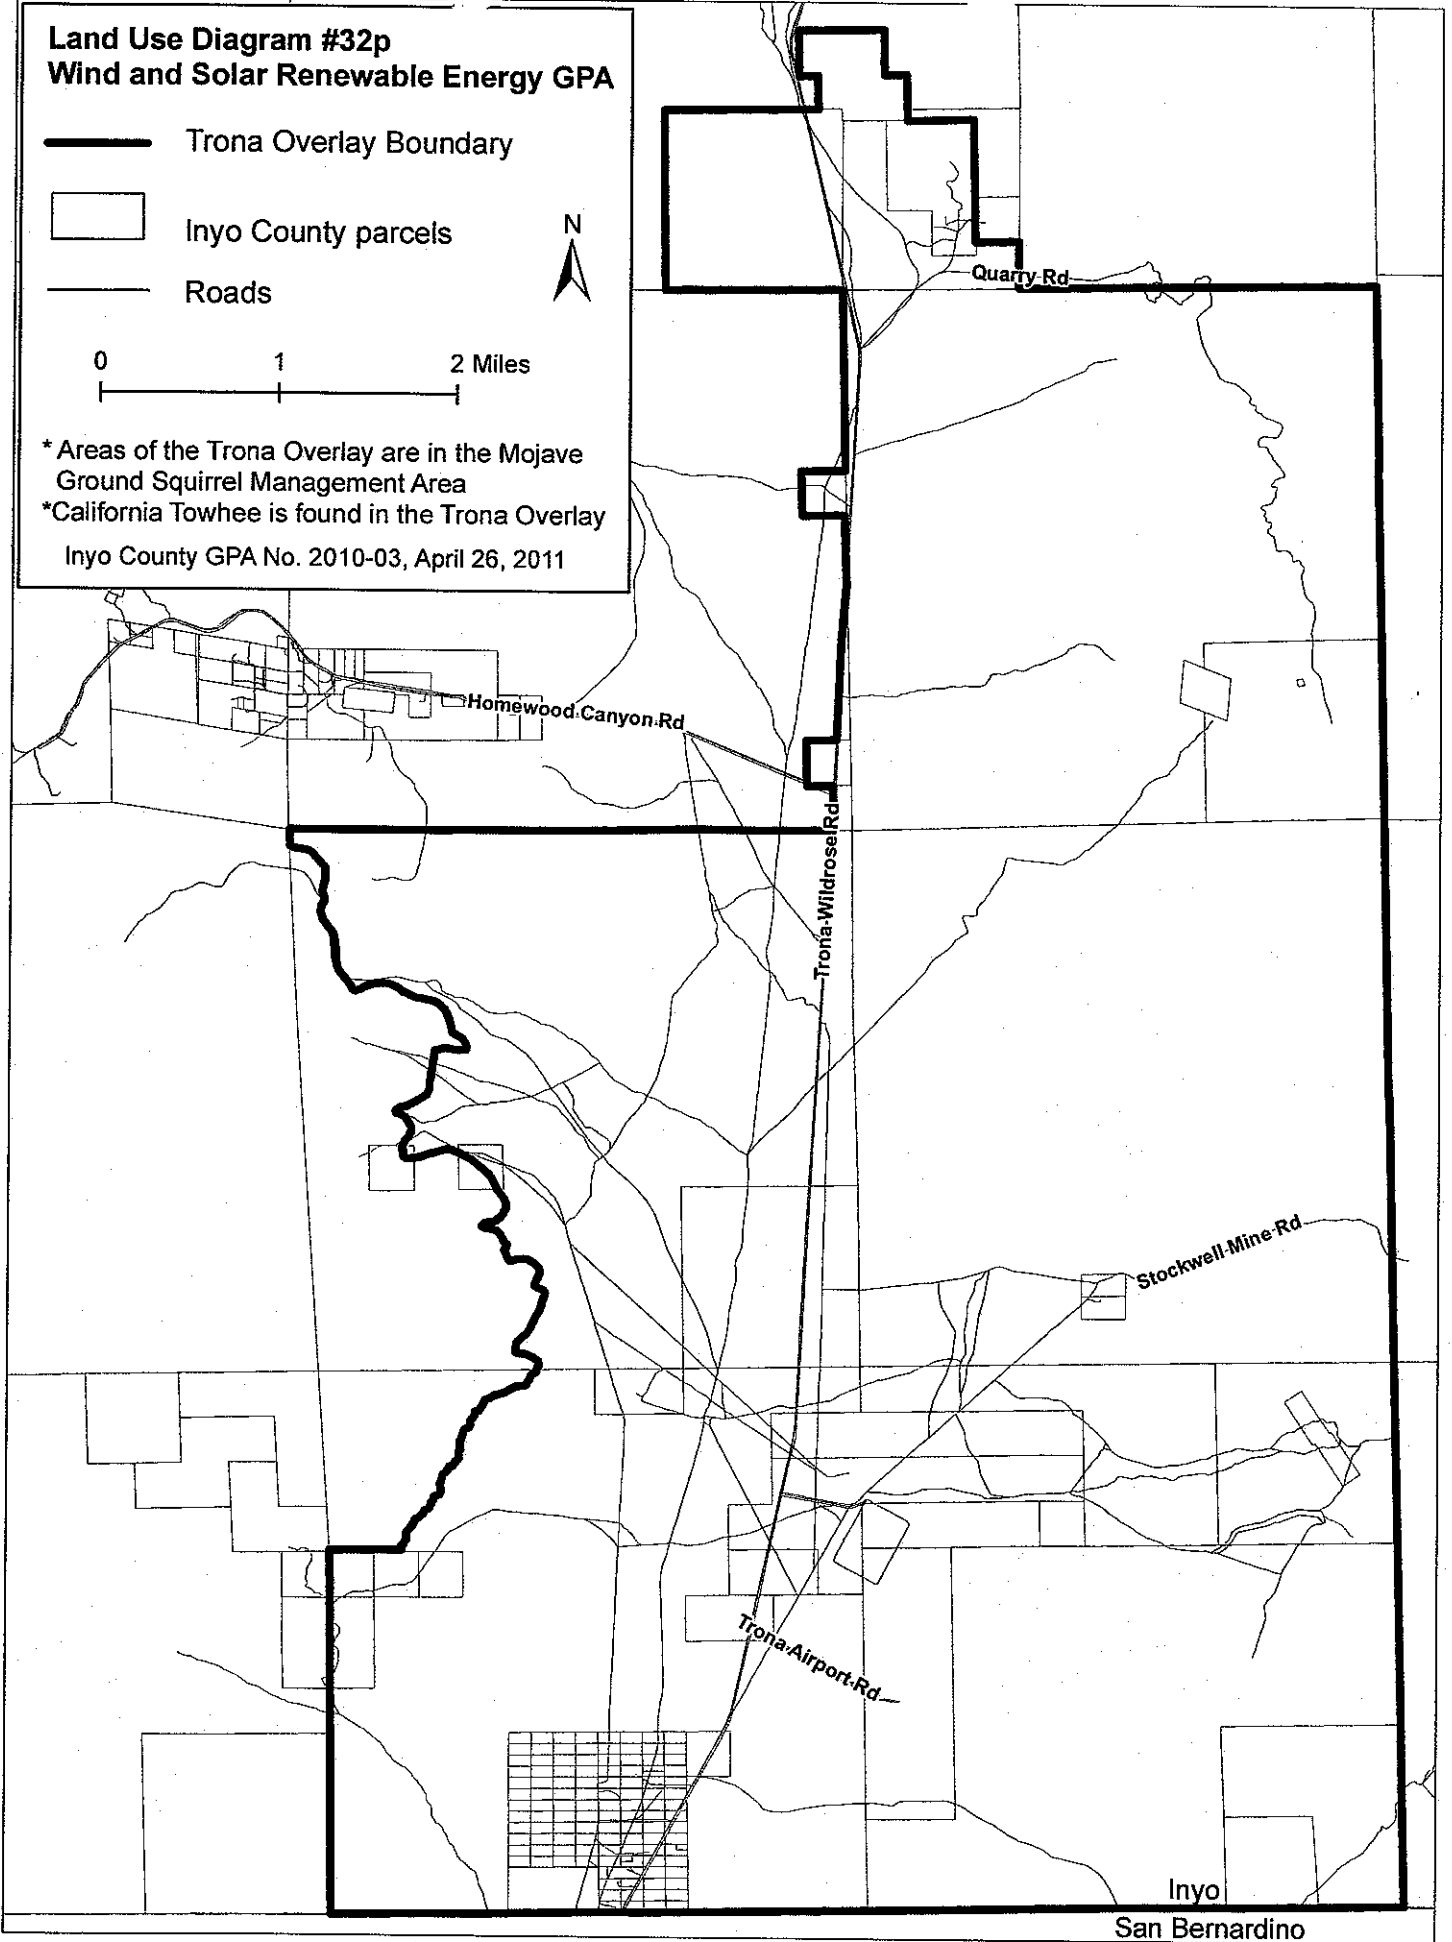 Land Use Diagram #32p
Wind and Solar Renewable Energy GPA
Trona Overlay Boundary
Inyo County parcels
Roads
N
0 1 2 Miles
* Areas of the Trona Overlay are in the Mojave
Ground Squirrel Management Area
*California Towhee is found in the Trona Overlay
Inyo County GPA No. 2010-03, April 26, 2011
Quarry Rd
Homewood Canyon Rd
Trona Wildrose Rd
Stockwell Mine Rd
Trona Airport Rd
Inyo
San Bernardino